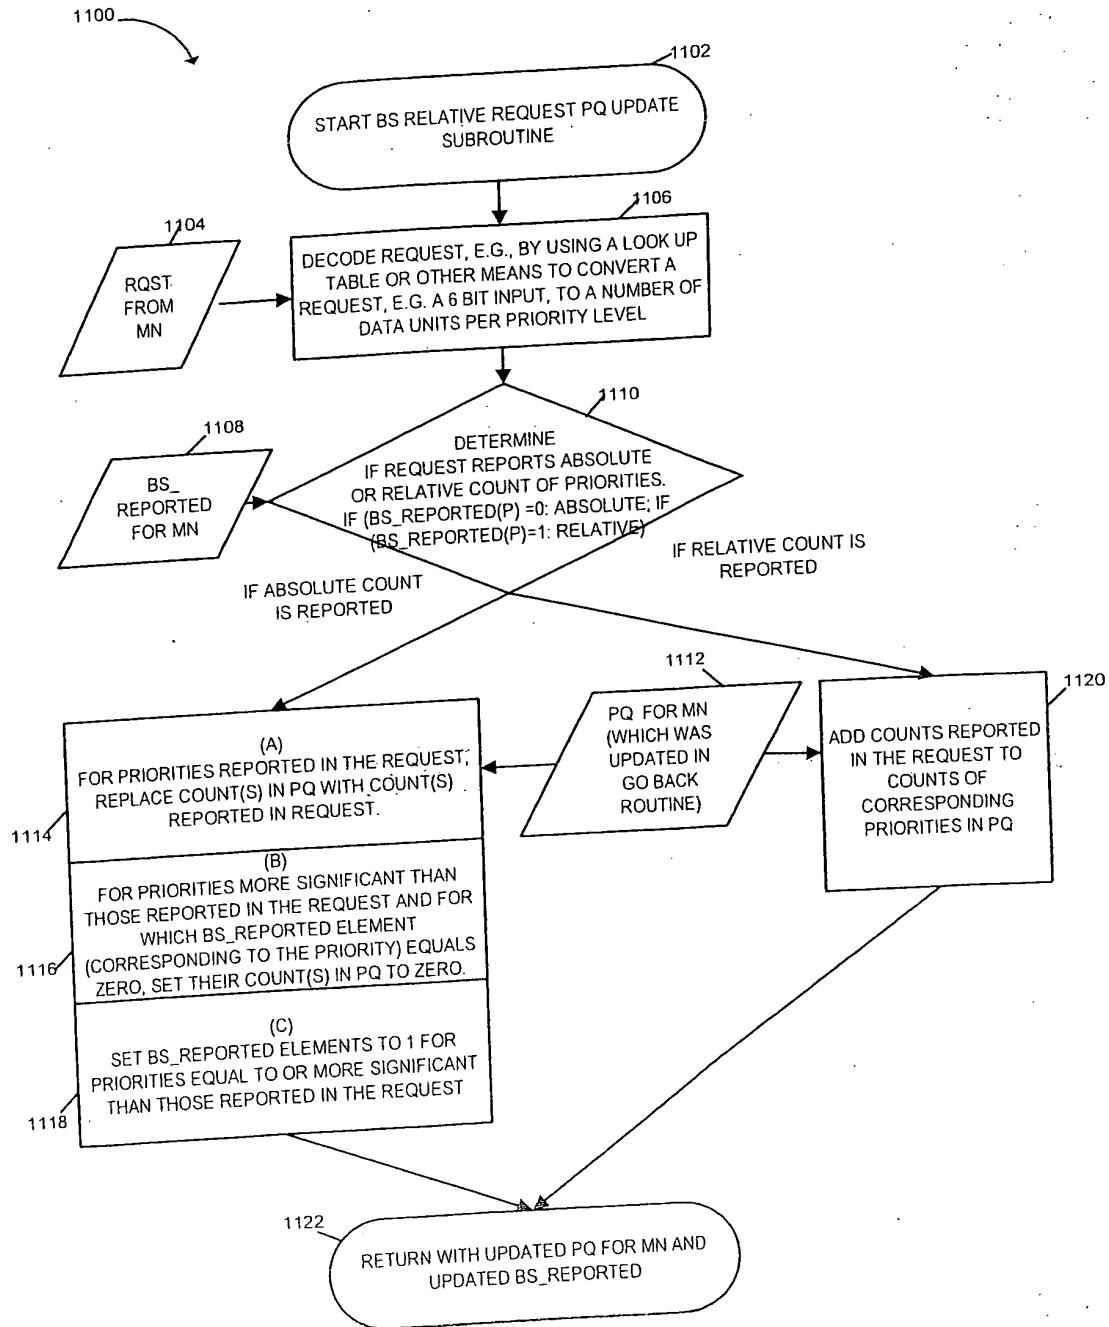 1100
1102
START BS RELATIVE REQUEST PQ UPDATE
SUBROUTINE
1104
RQST
FROM
MN
1106
DECODE REQUEST, E.G., BY USING A LOOK UP
TABLE OR OTHER MEANS TO CONVERT A
REQUEST, E.G. A 6 BIT INPUT, TO A NUMBER OF
DATA UNITS PER PRIORITY LEVEL
1108
BS_
REPORTED
FOR MN
1110
DETERMINE
IF REQUEST REPORTS ABSOLUTE
OR RELATIVE COUNT OF PRIORITIES.
IF (BS_REPORTED(P) =0: ABSOLUTE; IF
(BS_REPORTED(P)=1: RELATIVE)
IF ABSOLUTE COUNT
IS REPORTED
IF RELATIVE COUNT IS
REPORTED
1112
PQ FOR MN
(WHICH WAS
UPDATED IN
GO BACK
ROUTINE)
1120
ADD COUNTS REPORTED
IN THE REQUEST TO
COUNTS OF
CORRESPONDING
PRIORITIES IN PQ
(A)
FOR PRIORITIES REPORTED IN THE REQUEST,
REPLACE COUNT(S) IN PQ WITH COUNT(S)
REPORTED IN REQUEST.
1114
(B)
FOR PRIORITIES MORE SIGNIFICANT THAN
THOSE REPORTED IN THE REQUEST AND FOR
WHICH BS_REPORTED ELEMENT
(CORRESPONDING TO THE PRIORITY) EQUALS
ZERO, SET THEIR COUNT(S) IN PQ TO ZERO.
1116
(C)
SET BS_REPORTED ELEMENTS TO 1 FOR
PRIORITIES EQUAL TO OR MORE SIGNIFICANT
THAN THOSE REPORTED IN THE REQUEST
1118
1122
RETURN WITH UPDATED PQ FOR MN AND
UPDATED BS_REPORTED